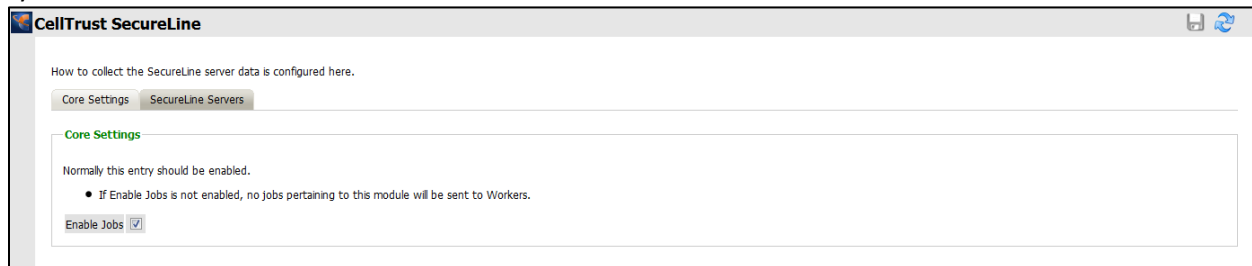 CellTrust SecureLine
How to collect the SecureLine server data is configured here.
Core Settings SecureLine Servers
Core Settings
Normally this entry should be enabled.
• If Enable Jobs is not enabled, no jobs pertaining to this module will be sent to Workers.
Enable Jobs